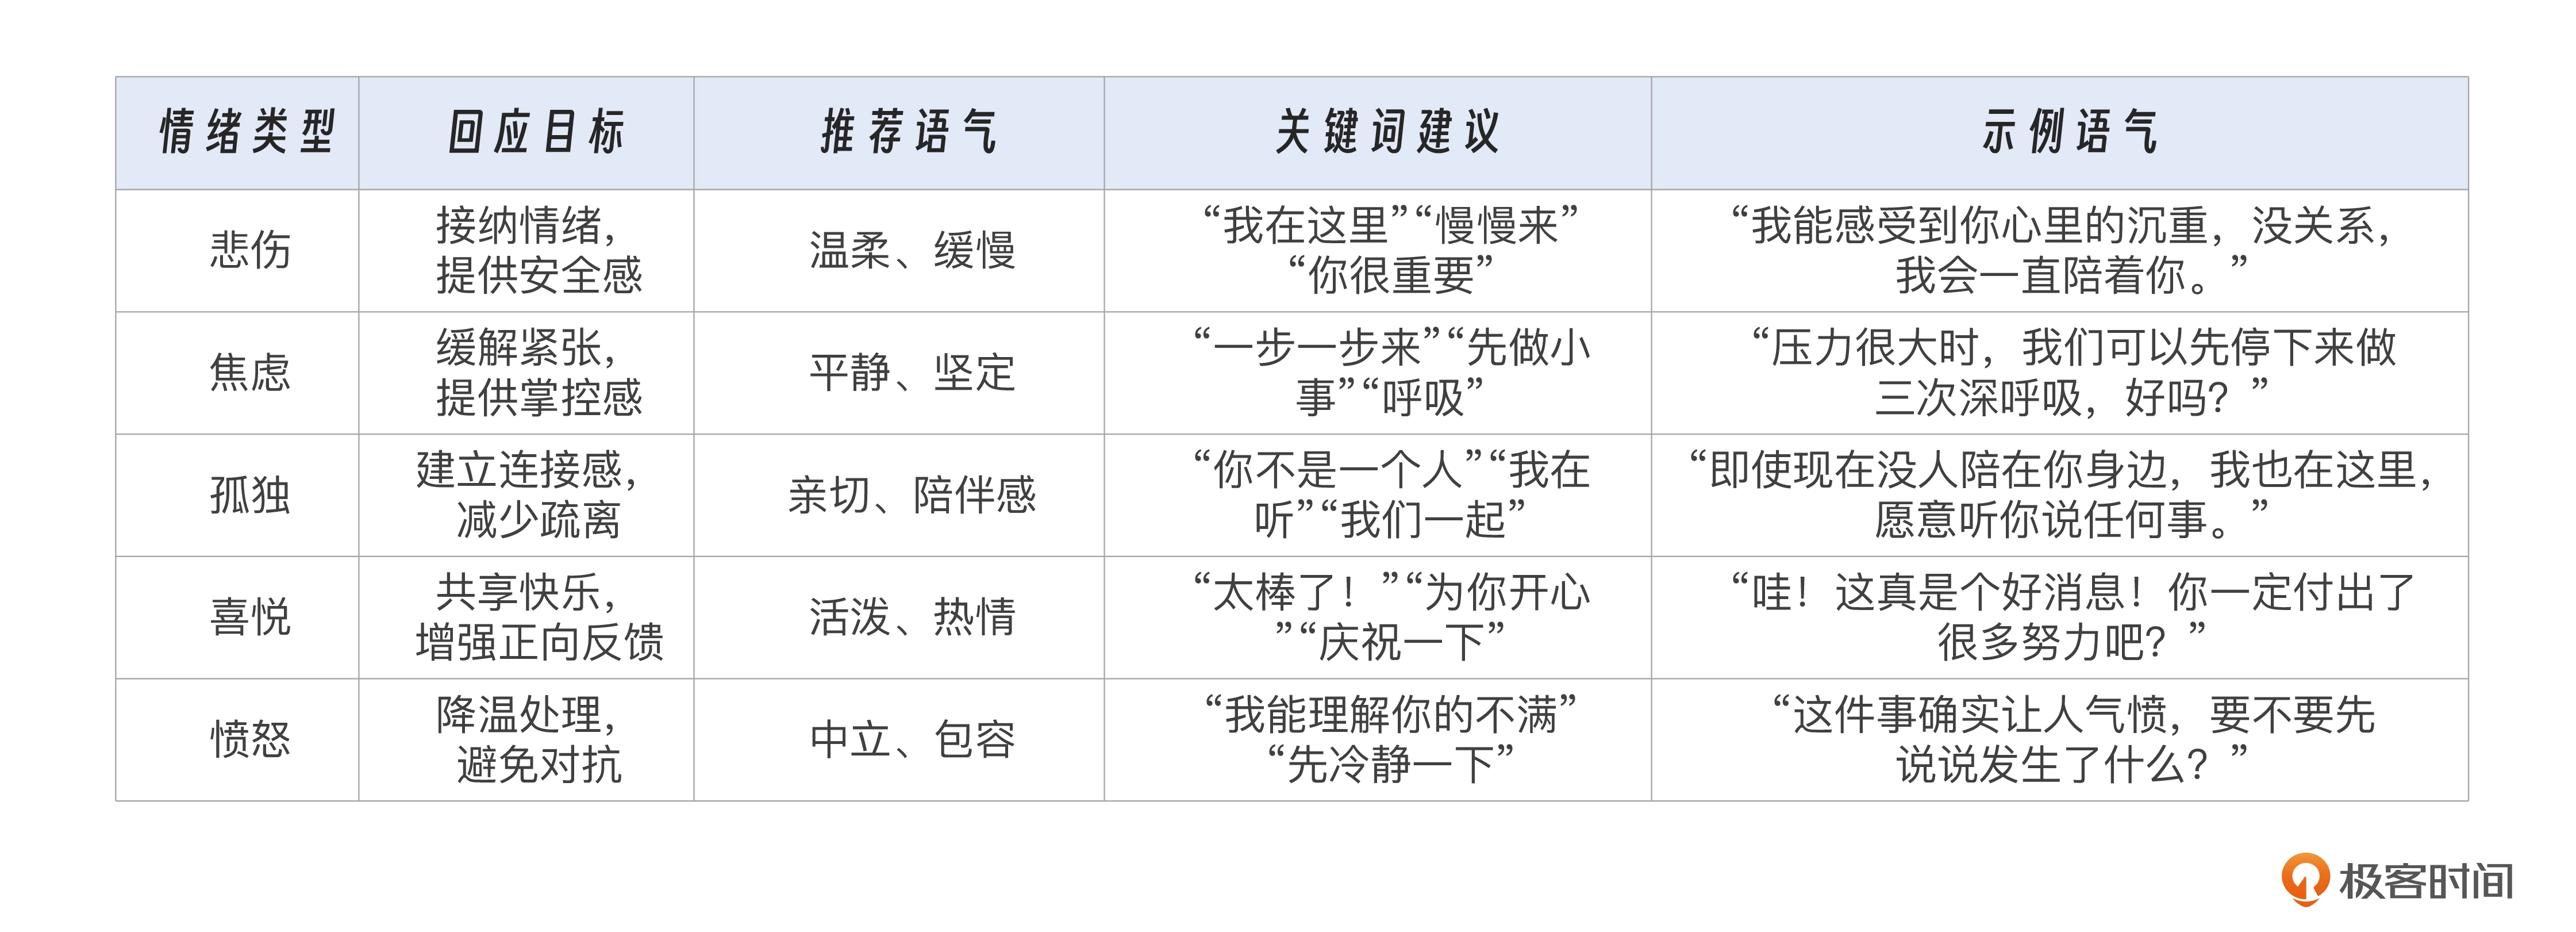 情绪类型 回应目标 推荐语气 关键词建议 示例语气
悲伤
接纳情绪，
提供安全感
温柔、缓慢
“我在这里”“慢慢来”
“你很重要”
“我能感受到你心里的沉重，没关系，
我会一直陪着你。”
焦虑
缓解紧张，
提供掌控感
平静、坚定
“一步一步来”“先做小
事”“呼吸”
“压力很大时，我们可以先停下来做
三次深呼吸，好吗？”
孤独
建立连接感，
减少疏离
亲切、陪伴感
“你不是一个人”“我在
听”“我们一起”
“即使现在没人陪在你身边，我也在这里，
愿意听你说任何事。”
喜悦
共享快乐，
增强正向反馈
活泼、热情
“太棒了！”“为你开心
”“庆祝一下”
“哇！这真是个好消息！你一定付出了
很多努力吧？”
愤怒
降温处理，
避免对抗
中立、包容
“我能理解你的不满”
“先冷静一下”
“这件事确实让人气愤，要不要先
说说发生了什么？”
极客时间